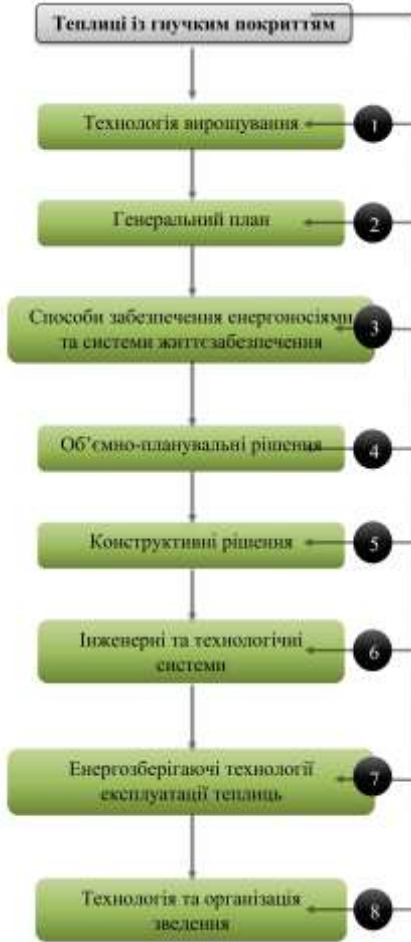 Теплиці із гнучким покриттям
Технологія вирощування
1
Генеральний план
2
Способи забезпечення енергоносіями
та системи життєзабезпечення
3
Об’ємно-планувальні рішення
4
Конструктивні рішення
5
Інженерні та технологічні
системи
6
Енергозберігаючі технології
експлуатації теплиць
7
Технологія та організація
зведення
8